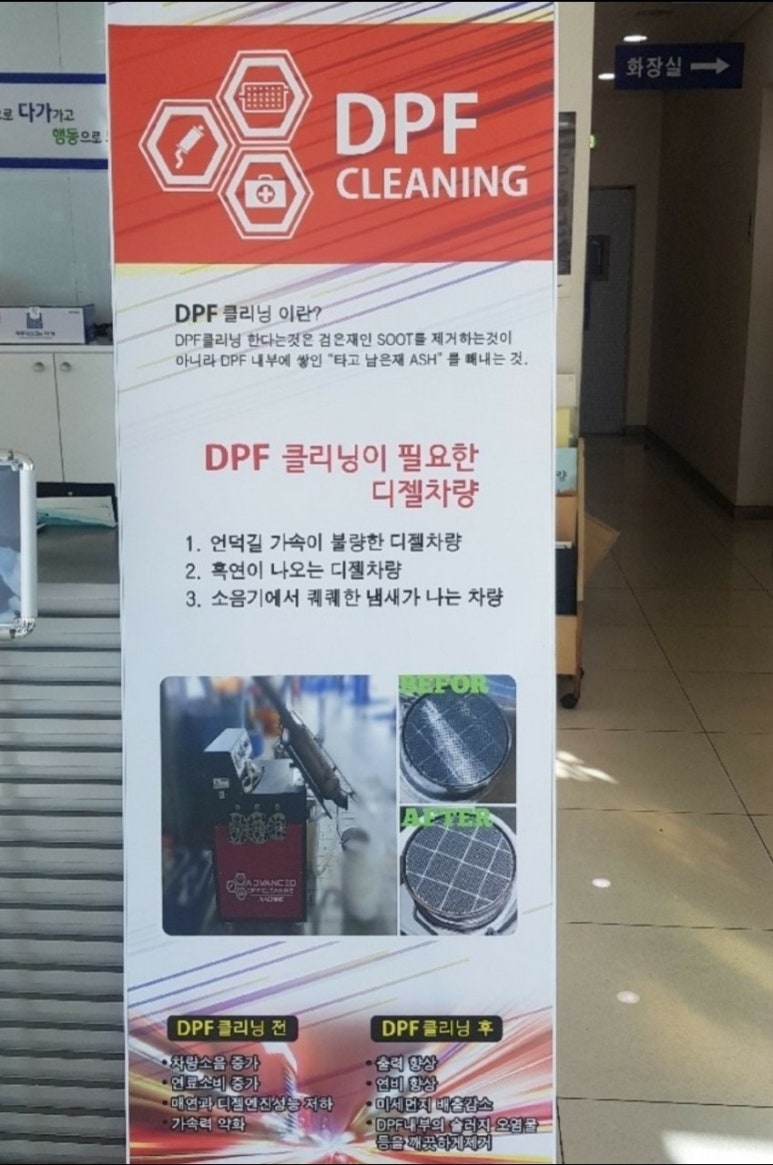 화장실
로 다가가고
행동으로
DPF
CLEANING
DPF 클리닝 이란?
DPF클리닝 한다는것은 검은재인 SOOT를 제거하는것이
아니라 DPF 내부에 쌓인 "타고 남은재 ASH" 를 빼내는 것.
DPF 클리닝이 필요한
디젤차량
1. 언덕길 가속이 불량한 디젤차량
2. 흑연이 나오는 디젤차량
3. 소음기에서 퀘퀘한 냄새가 나는 차량
BEFOR
AFTER
ADVANCED
DPF CLEANING
MACHINE
DPF 클리닝 전
• 차량소음 증가
• 연료소비 증가
• 매연과 디젤엔진성능 저하
• 가속력 약화
DPF 클리닝 후
• 출력 향상
• 연비 향상
• 미세먼지 배출감소
• DPF내부의 슬러지 오염물
등을 깨끗하게제거